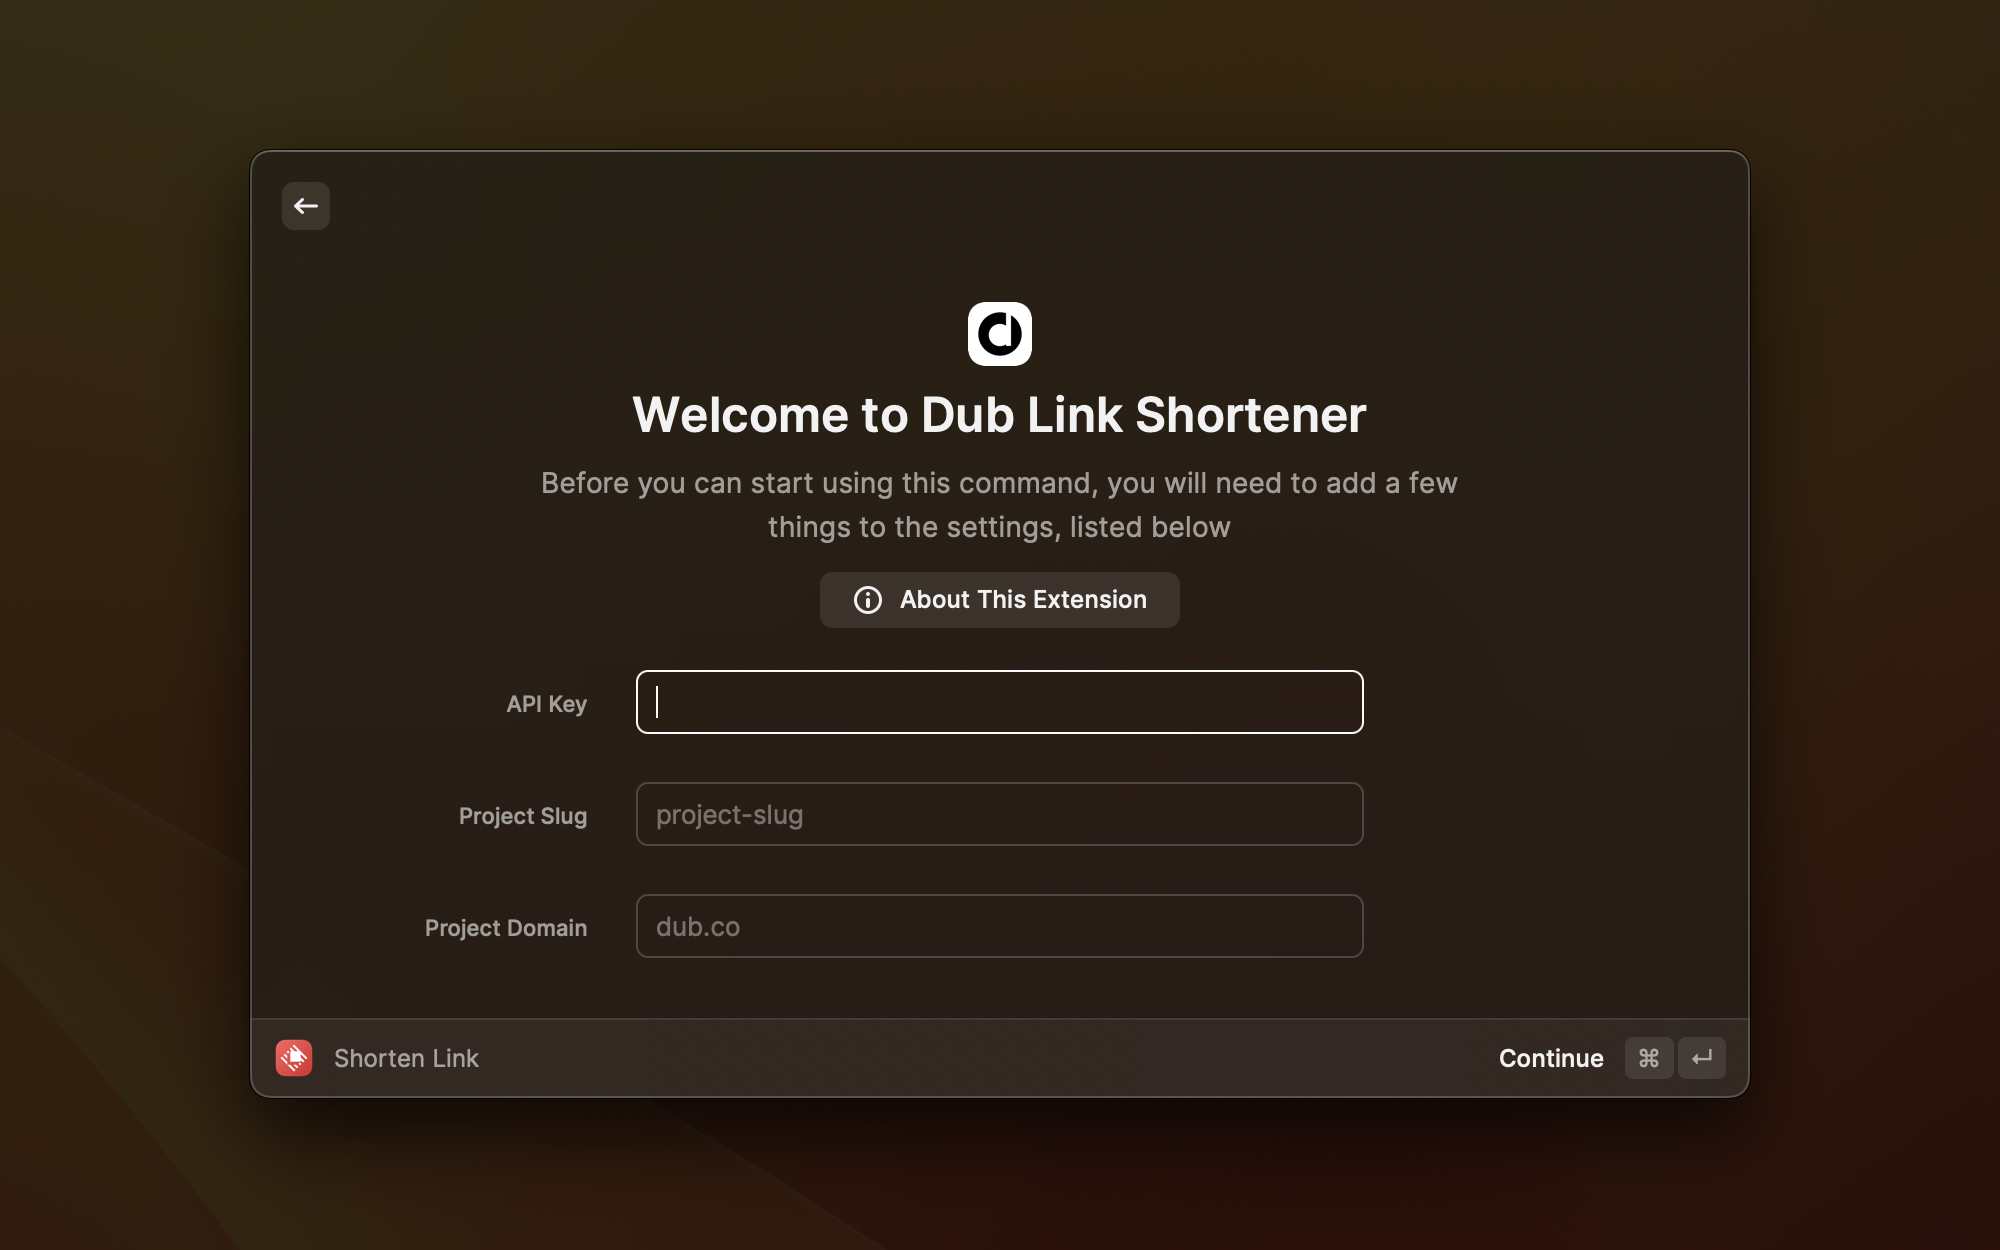 Welcome to Dub Link Shortener
Before you can start using this command, you will need to add a few
things to the settings, listed below
About This Extension
API Key
Project Slug
project-slug
Project Domain
dub.co
Shorten Link
Continue ⌘ ↵